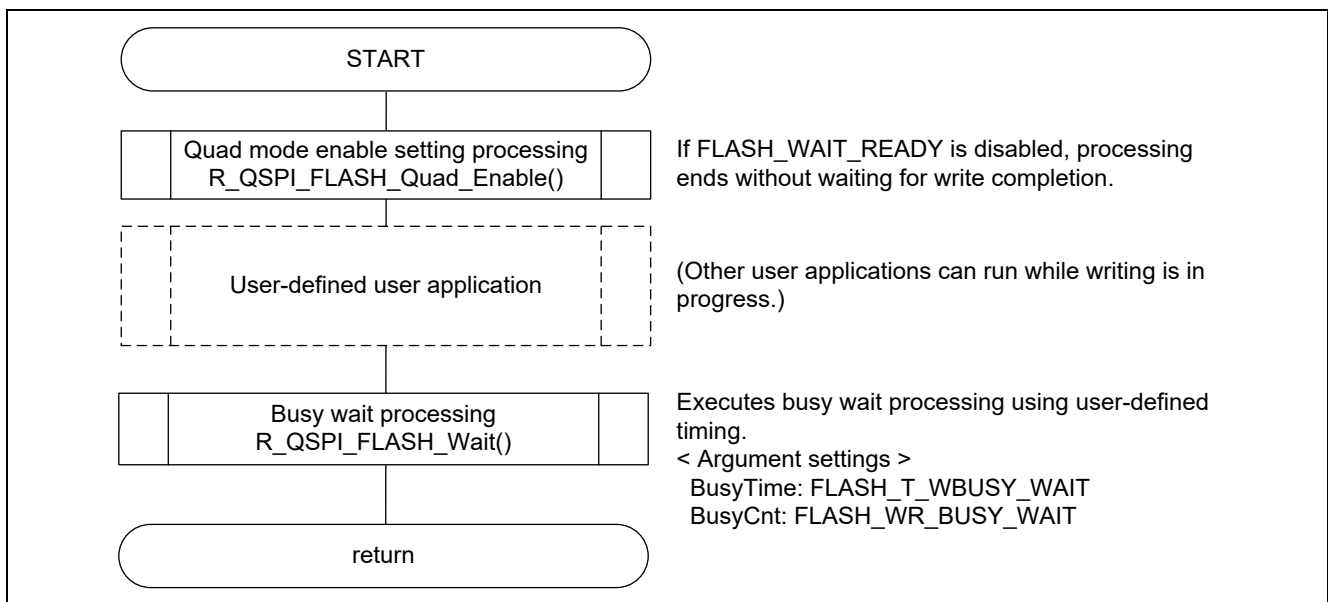 START
Quad mode enable setting processing
R_QSPI_FLASH_Quad_Enable()
If FLASH_WAIT_READY is disabled, processing
ends without waiting for write completion.
User-defined user application
(Other user applications can run while writing is in
progress.)
Busy wait processing
R_QSPI_FLASH_Wait()
Executes busy wait processing using user-defined
timing.
< Argument settings >
BusyTime: FLASH_T_WBUSY_WAIT
BusyCnt: FLASH_WR_BUSY_WAIT
return